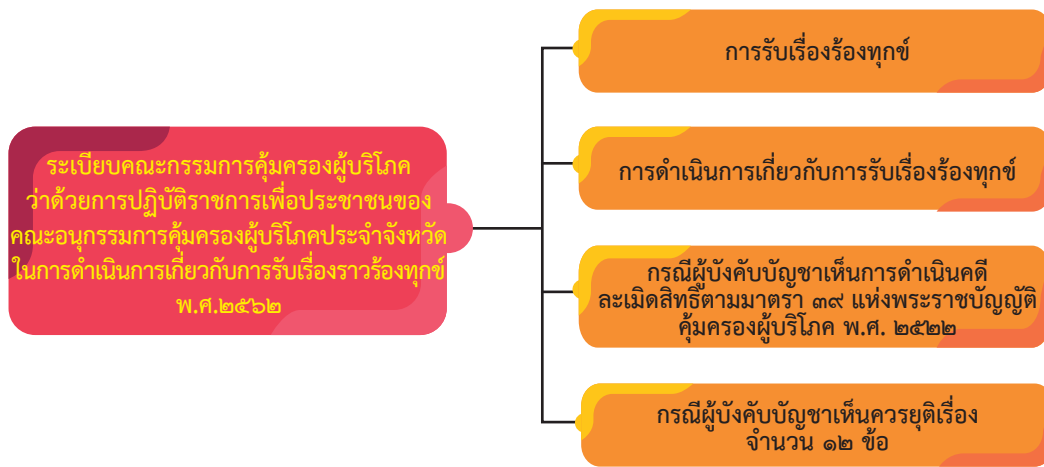 ระเบียบคณะกรรมการคุ้มครองผู้บริโภค
ว่าด้วยการปฏิบัติราชการเพื่อประชาชนของ
คณะอนุกรรมการคุ้มครองผู้บริโภคประจำจังหวัด
ในการดำเนินการเกี่ยวกับการรับเรื่องราวร้องทุกข์
พ.ศ.๒๕๖๒
การรับเรื่องร้องทุกข์
การดำเนินการเกี่ยวกับการรับเรื่องร้องทุกข์
กรณีผู้บังคับบัญชาเห็นการดำเนินคดี
ละเมิดสิทธิตามมาตรา ๓๙ แห่งพระราชบัญญัติ
คุ้มครองผู้บริโภค พ.ศ. ๒๕๒๒
กรณีผู้บังคับบัญชาเห็นควรยุติเรื่อง
จำนวน ๑๒ ข้อ